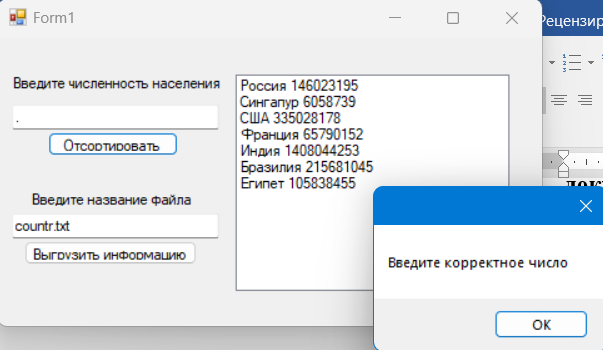 Form1
Рецензир
Введите численность населения
.
Отсортировать
Введите название файла
countr.txt
Выгрузить информацию
Россия 146023195
Сингапур 6058739
США 335028178
Франция 65790152
Индия 1408044253
Бразилия 215681045
Египет 105838455
Введите корректное число
OK